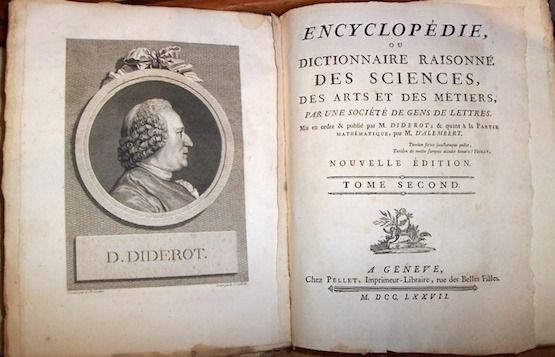 D. DIDEROT.
ENCYCLOPÉDIE,
OU
DICTIONNAIRE RAISONNÉ
DES SCIENCES,
DES ARTS ET DES MÉTIERS,
PAR UNE SOCIÉTÉ DE GENS DE LETTRES.
Mis en ordre & publié par M. DIDEROT; & quant à la PARTIE
MATHÉMATIQUE, par M. D'ALEMBERT.
Tantùm series juncturaque pollet,
Tantùm de medio sumptis accedit honoris! HORAT.
NOUVELLE ÉDITION.
TOME SECOND.
A GENEVE,
Chez PELLET, Imprimeur-Libraire, rue des Belles Filles.
M. DCC. LXXVII.